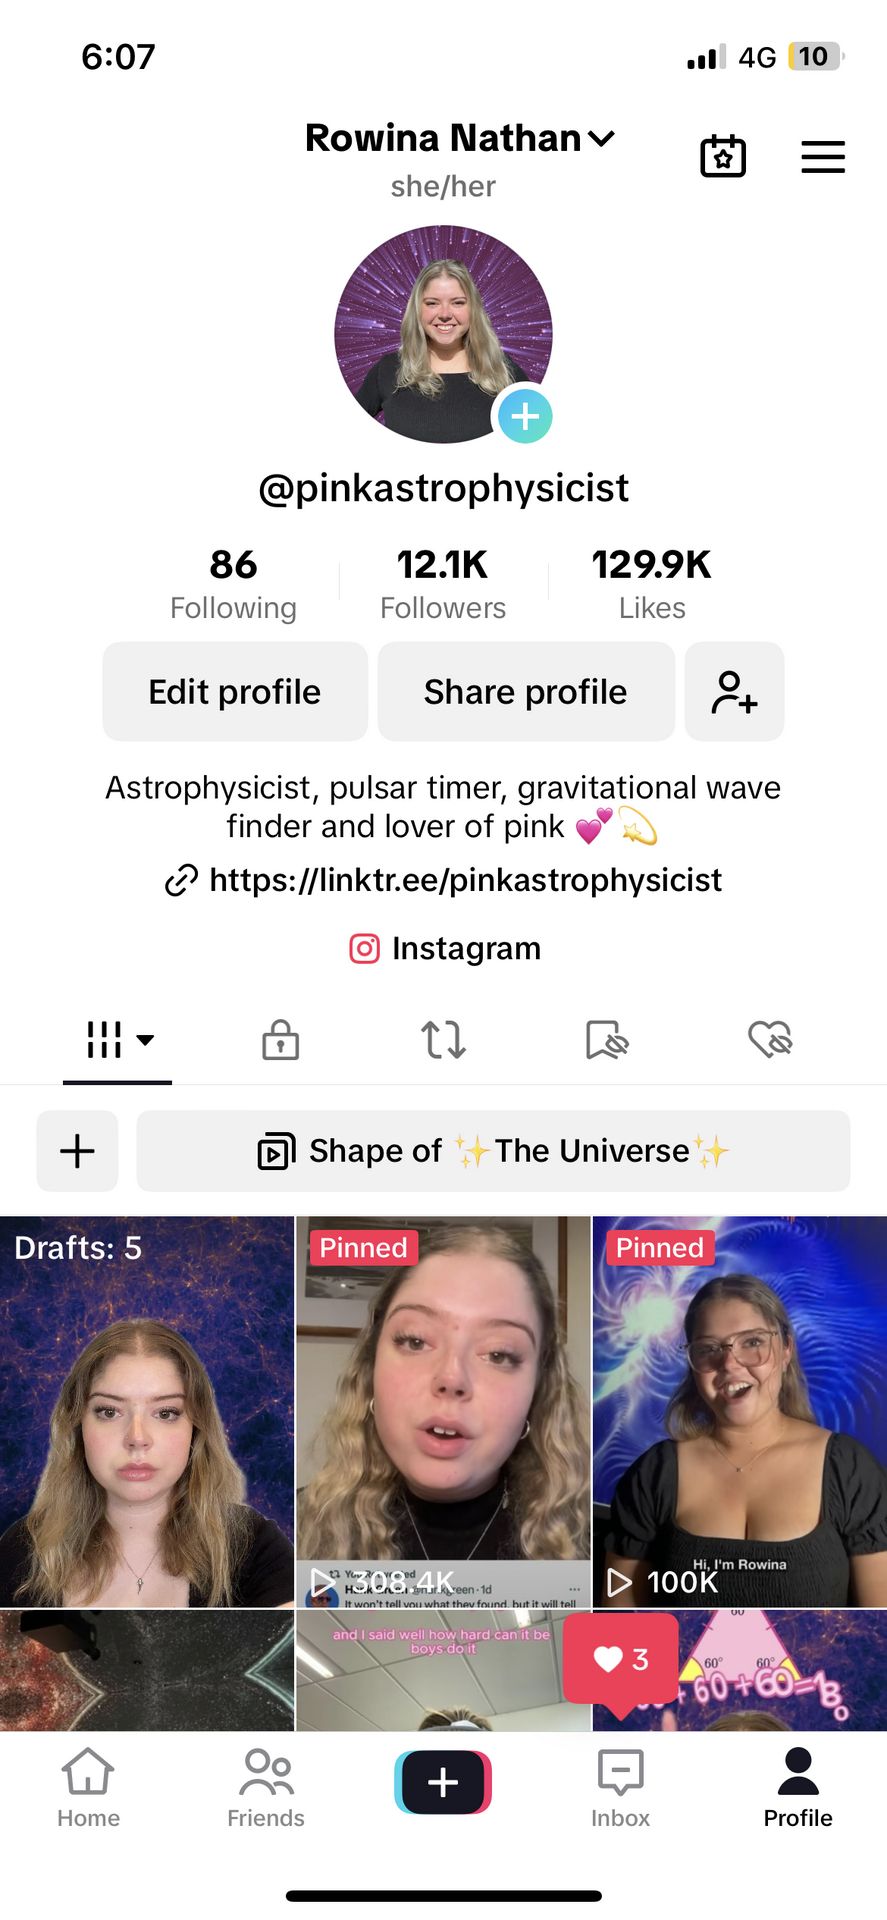 6:07
4G
10
Rowina Nathan
she/her
@pinkastrophysicist
86
12.1K
129.9K
Following
Followers
Likes
Edit profile
Share profile
Astrophysicist, pulsar timer, gravitational wave
finder and lover of pink 💕💫
https://linktr.ee/pinkastrophysicist
Instagram
Shape of ✨The Universe✨
Drafts: 5
Pinned
Pinned
308.4K
It won't tell you what they found, but it will tell
Hi, I'm Rowina
100K
and I said well how hard can it be
boys do it
3
60
60° 60°
+60+60=18
Home
Friends
Inbox
Profile